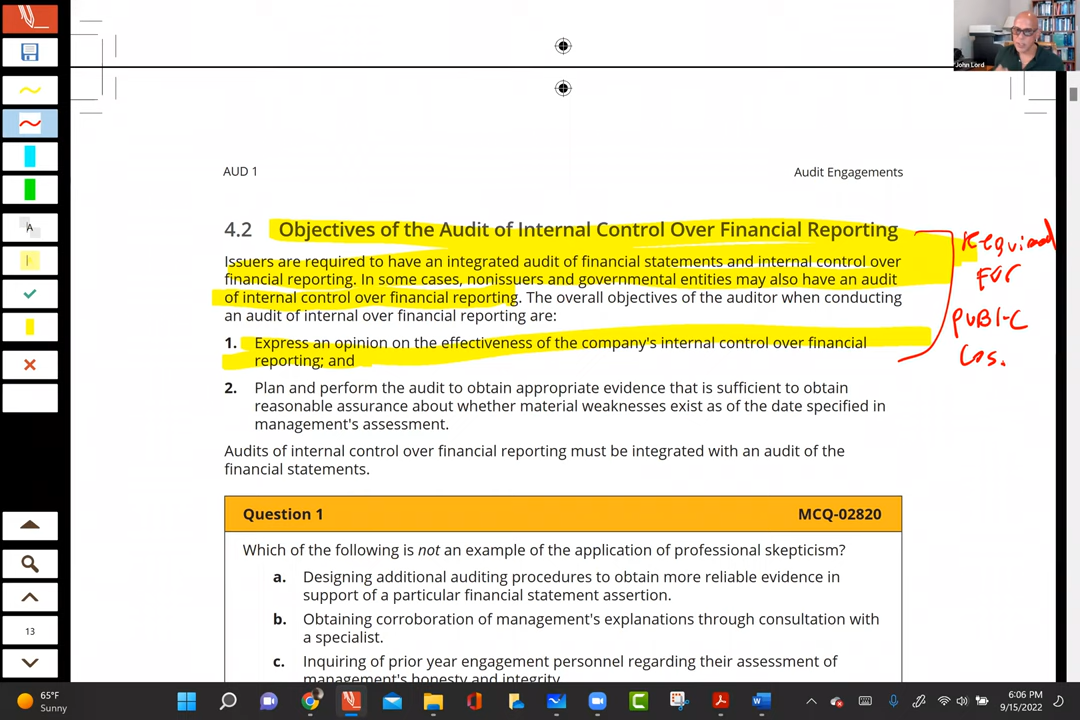 John Lord
AUD 1
Audit Engagements
4.2 Objectives of the Audit of Internal Control Over Financial Reporting
Issuers are required to have an integrated audit of financial statements and internal control over
financial reporting. In some cases, nonissuers and governmental entities may also have an audit
of internal control over financial reporting. The overall objectives of the auditor when conducting
an audit of internal over financial reporting are:
1. Express an opinion on the effectiveness of the company's internal control over financial
reporting; and
2. Plan and perform the audit to obtain appropriate evidence that is sufficient to obtain
reasonable assurance about whether material weaknesses exist as of the date specified in
management's assessment.
Audits of internal control over financial reporting must be integrated with an audit of the
financial statements.
Required
For
Public
Cos.
Question 1
MCQ-02820
Which of the following is not an example of the application of professional skepticism?
a. Designing additional auditing procedures to obtain more reliable evidence in
support of a particular financial statement assertion.
b. Obtaining corroboration of management's explanations through consultation with
a specialist.
c. Inquiring of prior year engagement personnel regarding their assessment of
management's honesty and integrity.
A
13
65°F
Sunny
6:06 PM
9/15/2022